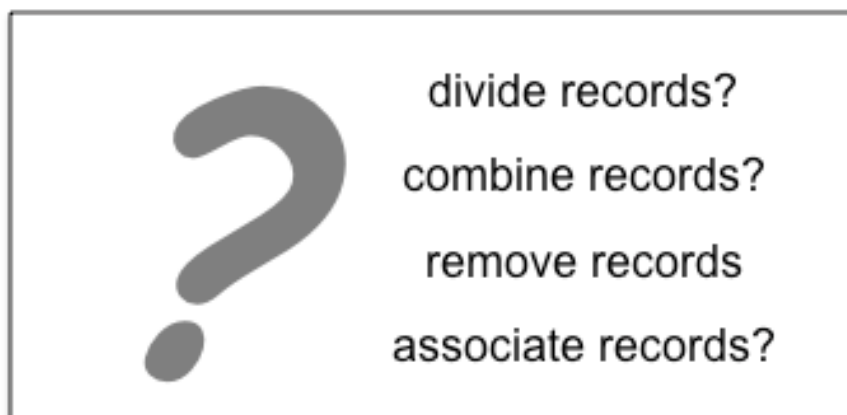 divide records?
combine records?
remove records
associate records?